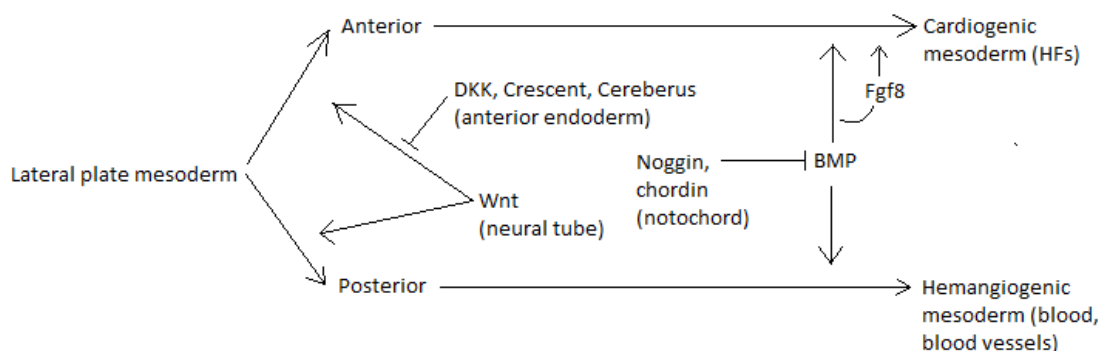 Anterior
Cardiogenic
mesoderm (HFs)
DKK, Crescent, Cereberus
(anterior endoderm)
Fgf8
Lateral plate mesoderm
Noggin,
chordin
(notochord)
BMP
Wnt
(neural tube)
Posterior
Hemangiogenic
mesoderm (blood,
blood vessels)